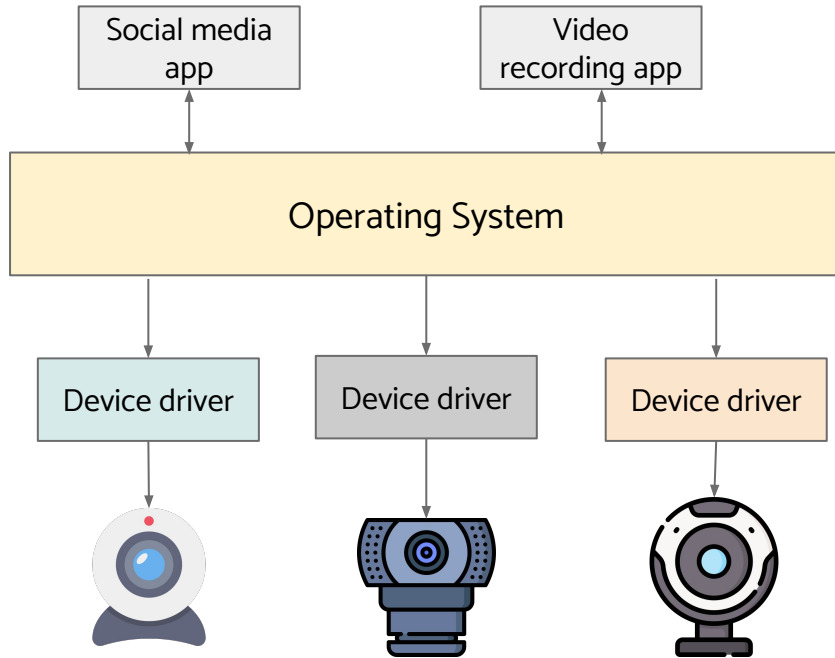 Social media
app
Video
recording app
Operating System
Device driver
Device driver
Device driver